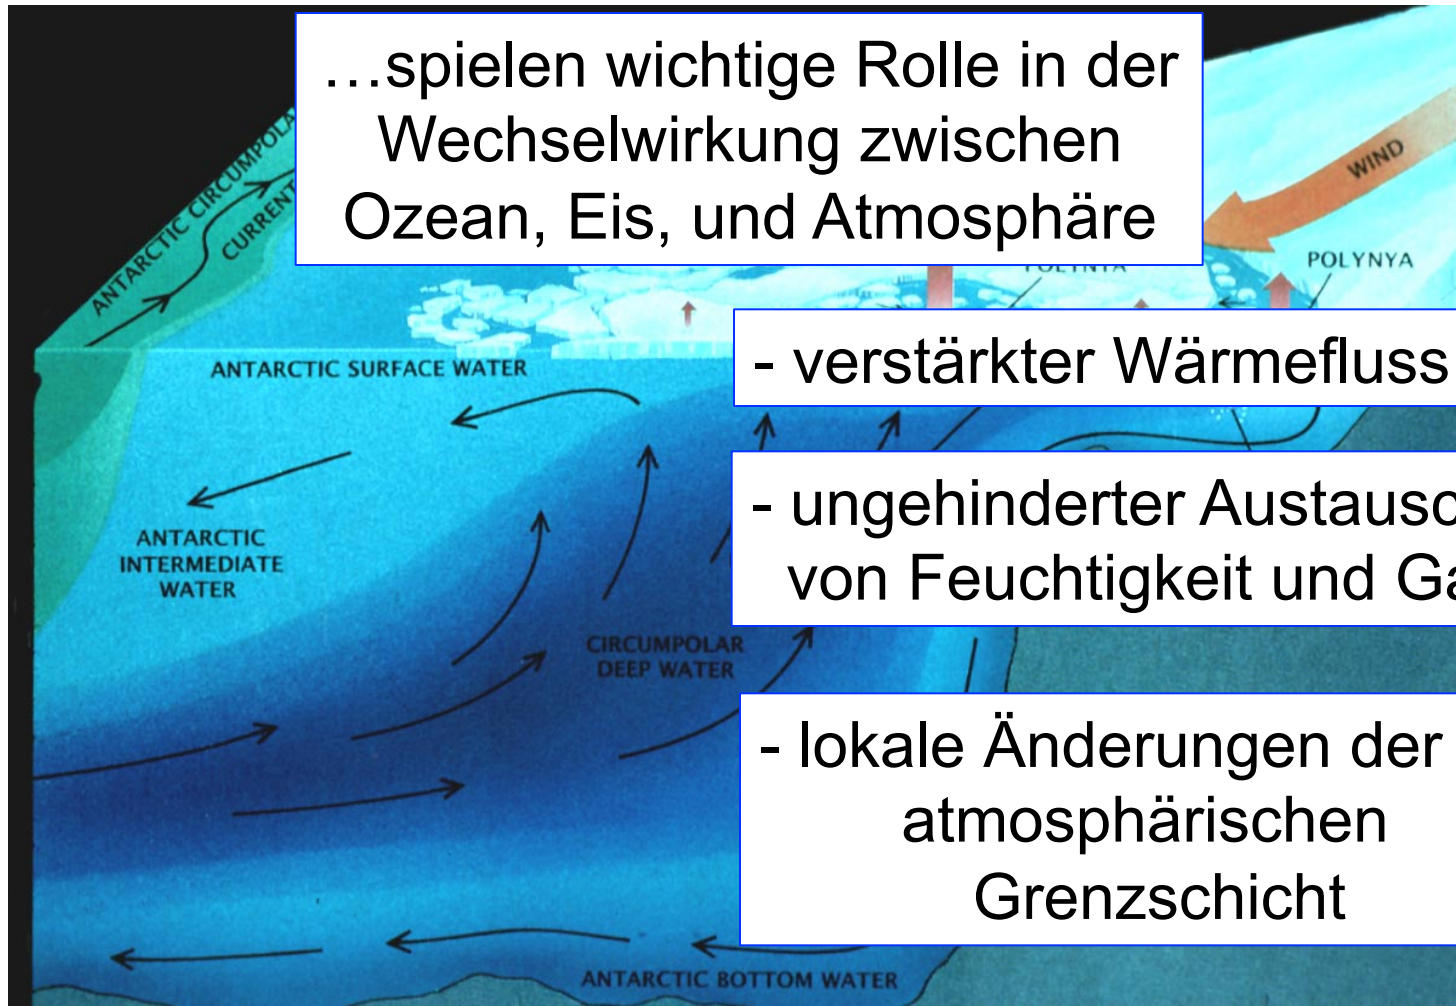 …spielen wichtige Rolle in der
Wechselwirkung zwischen
Ozean, Eis, und Atmosphäre
ANTARCTIC CIRCUMPOLA
CURRENT
WIND
POLYNYA
POLYNYA
- verstärkter Wärmefluss
ANTARCTIC SURFACE WATER
- ungehinderter Austausc
von Feuchtigkeit und Ga
ANTARCTIC
INTERMEDIATE
WATER
CIRCUMPOLAR
DEEP WATER
- lokale Änderungen der
atmosphärischen
Grenzschicht
ANTARCTIC BOTTOM WATER